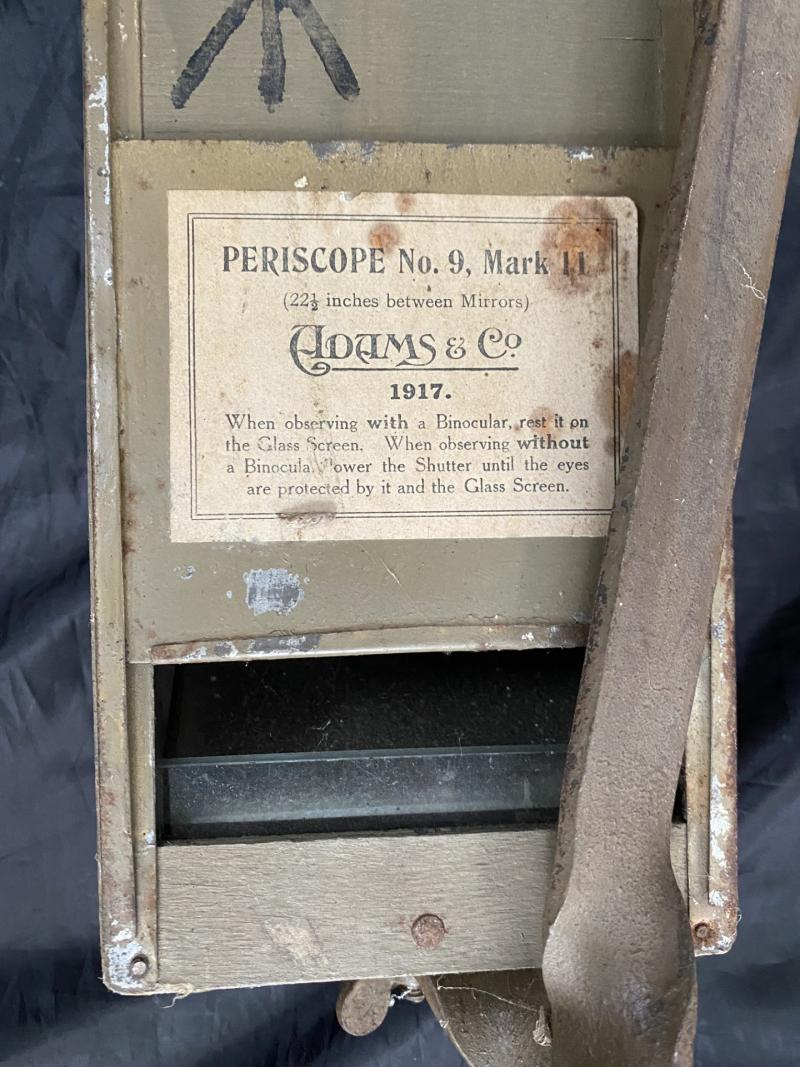 PERISCOPE No. 9, Mark 11
(22½ inches between Mirrors)
ADAMS & Co
1917.
When observing with a Binocular, rest it on
the Glass Screen. When observing without
a Binocula lower the Shutter until the eyes
are protected by it and the Glass Screen.